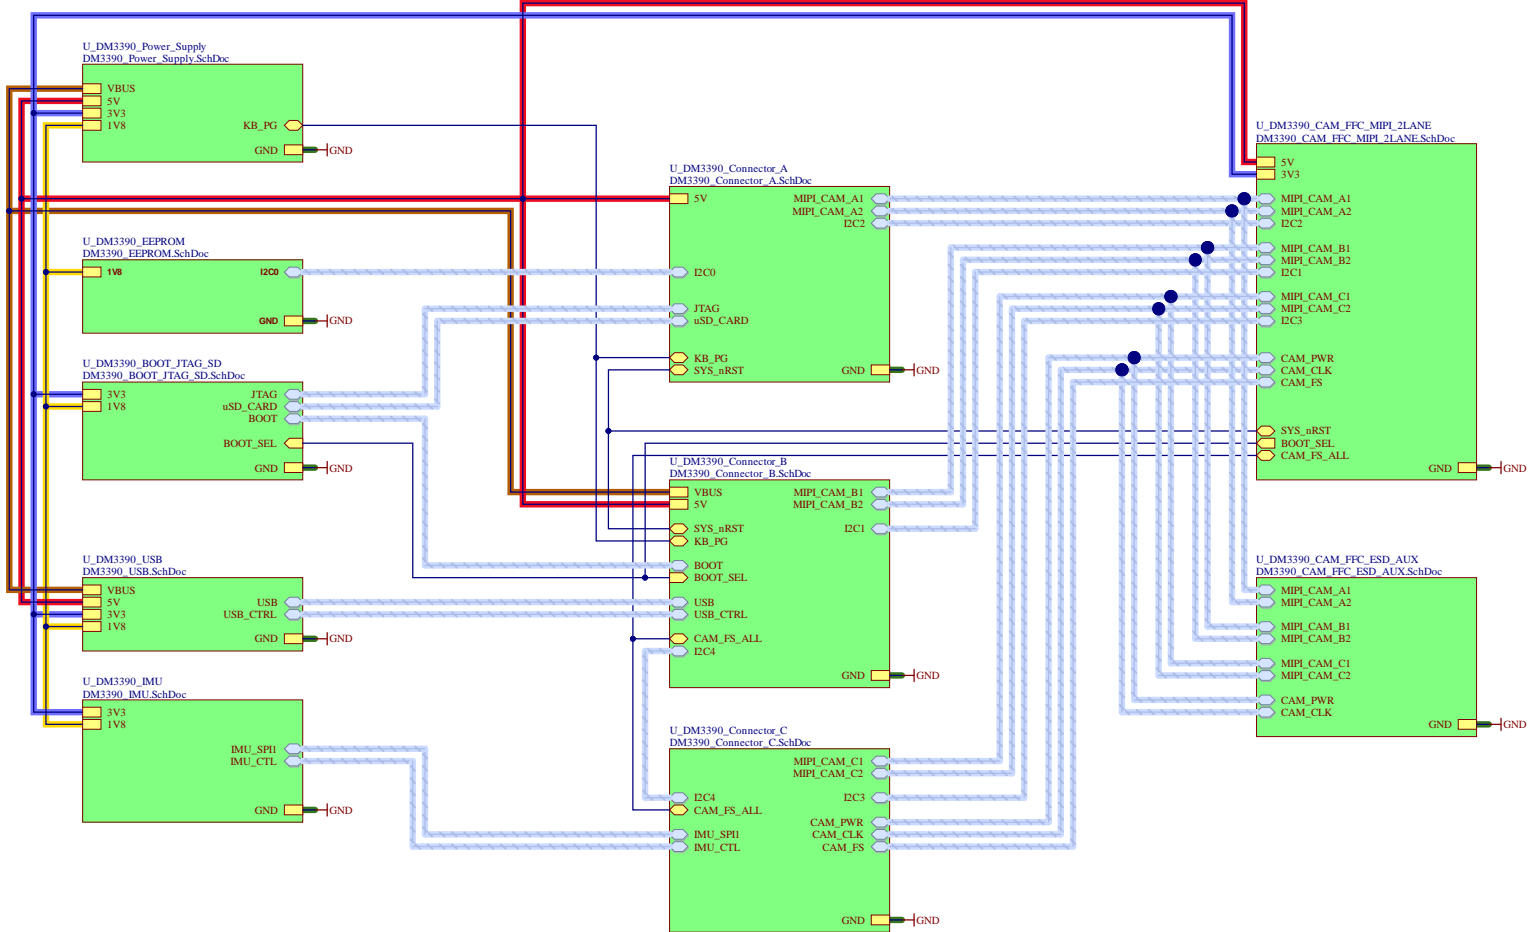 U_DM3390_Power_Supply
DM3390_Power_Supply.SchDoc
VBUS
5V
3V3
1V8
KB_PG
GND
GND
U_DM3390_EEPROM
DM3390_EEPROM.SchDoc
1V8
I2C0
GND
GND
U_DM3390_BOOT_JTAG_SD
DM3390_BOOT_JTAG_SD.SchDoc
3V3
1V8
JTAG
uSD_CARD
BOOT
BOOT_SEL
GND
GND
U_DM3390_USB
DM3390_USB.SchDoc
VBUS
5V
3V3
1V8
USB
USB_CTRL
GND
GND
U_DM3390_IMU
DM3390_IMU.SchDoc
3V3
1V8
IMU_SPI1
IMU_CTL
GND
GND
U_DM3390_Connector_A
DM3390_Connector_A.SchDoc
5V
I2C0
JTAG
uSD_CARD
KB_PG
SYS_nRST
MIPI_CAM_A1
MIPI_CAM_A2
I2C2
GND
GND
U_DM3390_Connector_B
DM3390_Connector_B.SchDoc
VBUS
5V
SYS_nRST
KB_PG
BOOT
BOOT_SEL
USB
USB_CTRL
CAM_FS_ALL
I2C4
MIPI_CAM_B1
MIPI_CAM_B2
I2C1
GND
GND
U_DM3390_Connector_C
DM3390_Connector_C.SchDoc
I2C4
CAM_FS_ALL
IMU_SPI1
IMU_CTL
MIPI_CAM_C1
MIPI_CAM_C2
I2C3
CAM_PWR
CAM_CLK
CAM_FS
GND
GND
U_DM3390_CAM_FFC_MIPI_2LANE
DM3390_CAM_FFC_MIPI_2LANE.SchDoc
5V
3V3
MIPI_CAM_A1
MIPI_CAM_A2
I2C2
MIPI_CAM_B1
MIPI_CAM_B2
I2C1
MIPI_CAM_C1
MIPI_CAM_C2
I2C3
CAM_PWR
CAM_CLK
CAM_FS
SYS_nRST
BOOT_SEL
CAM_FS_ALL
GND
GND
U_DM3390_CAM_FFC_ESD_AUX
DM3390_CAM_FFC_ESD_AUX.SchDoc
MIPI_CAM_A1
MIPI_CAM_A2
MIPI_CAM_B1
MIPI_CAM_B2
MIPI_CAM_C1
MIPI_CAM_C2
CAM_PWR
CAM_CLK
GND
GND